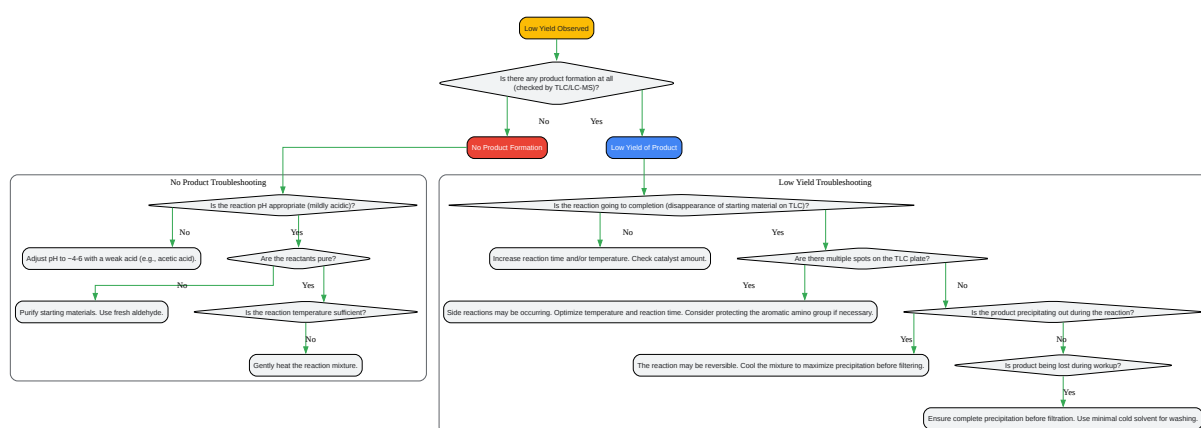 Low Yield Observed
Is there any product formation at all
(checked by TLC/LC-MS)?
No
Yes
No Product Formation
Low Yield of Product
No Product Troubleshooting
Is the reaction pH appropriate (mildly acidic)?
No
Yes
Adjust pH to ~4-6 with a weak acid (e.g., acetic acid).
Are the reactants pure?
No
Yes
Purify starting materials. Use fresh aldehyde.
Is the reaction temperature sufficient?
No
Gently heat the reaction mixture.
Low Yield Troubleshooting
Is the reaction going to completion (disappearance of starting material on TLC)?
No
Yes
Increase reaction time and/or temperature. Check catalyst amount.
Are there multiple spots on the TLC plate?
Yes
No
Side reactions may be occurring. Optimize temperature and reaction time. Consider protecting the aromatic amino group if necessary.
Is the product precipitating out during the reaction?
Yes
No
The reaction may be reversible. Cool the mixture to maximize precipitation before filtering.
Is product being lost during workup?
Yes
Ensure complete precipitation before filtration. Use minimal cold solvent for washing.